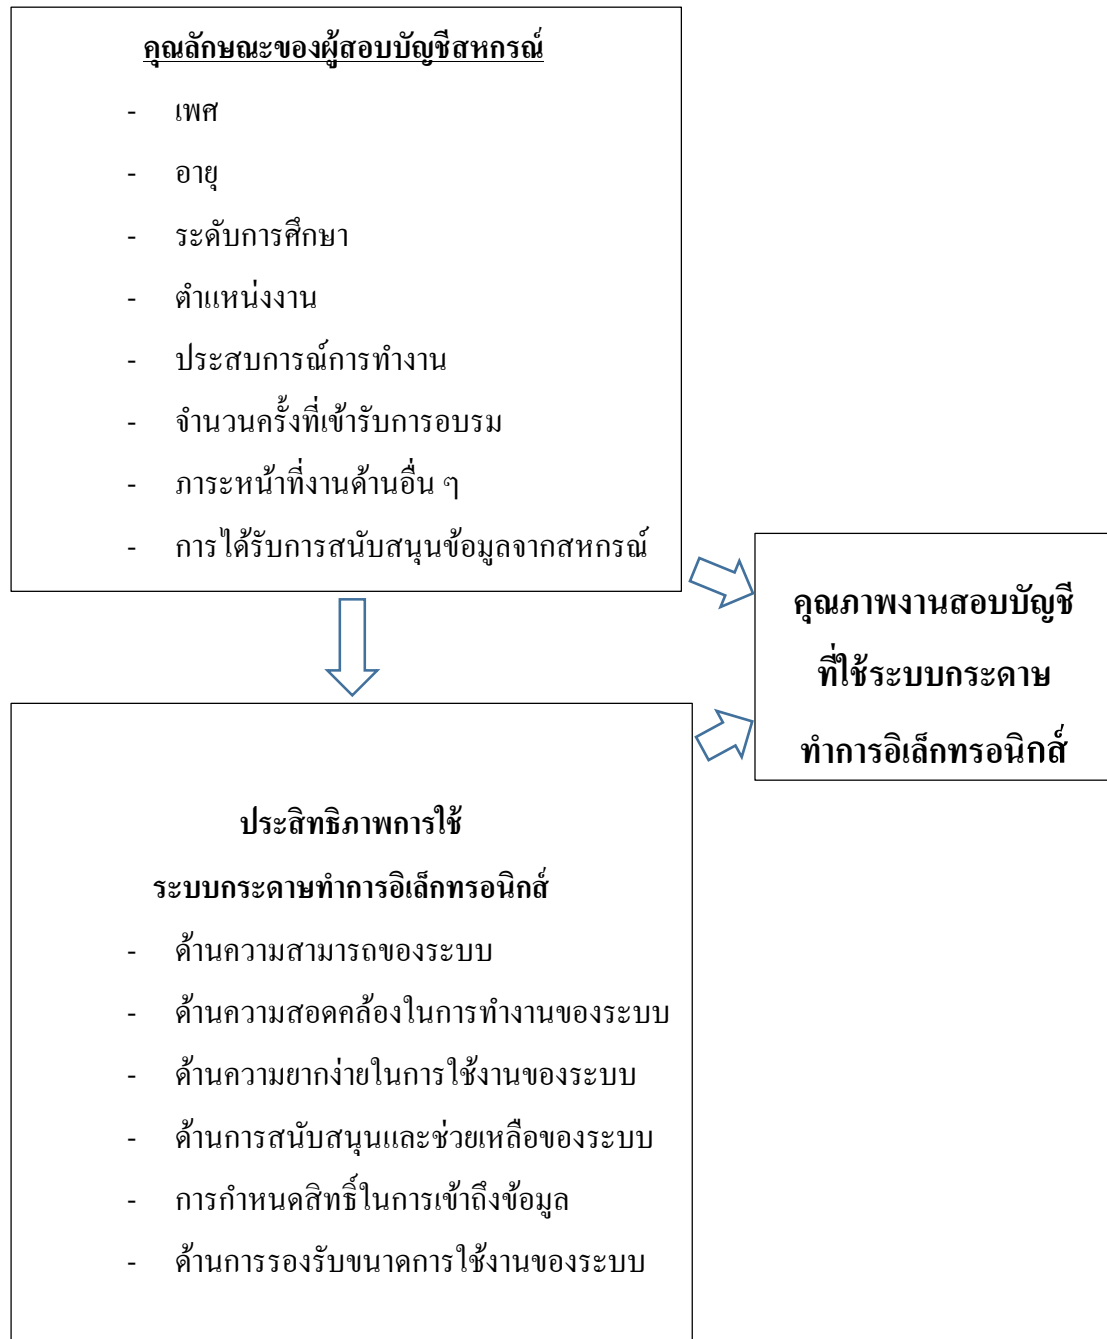 คุณลักษณะของผู้สอบบัญชีสหกรณ์
- เพศ
- อายุ
- ระดับการศึกษา
- ตำแหน่งงาน
- ประสบการณ์การทำงาน
- จำนวนครั้งที่เข้ารับการอบรม
- ภาระหน้าที่งานด้านอื่น ๆ
- การได้รับการสนับสนุนข้อมูลจากสหกรณ์
คุณภาพงานสอบบัญชี
ที่ใช้ระบบกระดาษ
ทำการอิเล็กทรอนิกส์
ประสิทธิภาพการใช้
ระบบกระดาษทำการอิเล็กทรอนิกส์
- ด้านความสามารถของระบบ
- ด้านความสอดคล้องในการทำงานของระบบ
- ด้านความยากง่ายในการใช้งานของระบบ
- ด้านการสนับสนุนและช่วยเหลือของระบบ
- การกำหนดสิทธิ์ในการเข้าถึงข้อมูล
- ด้านการรองรับขนาดการใช้งานของระบบ